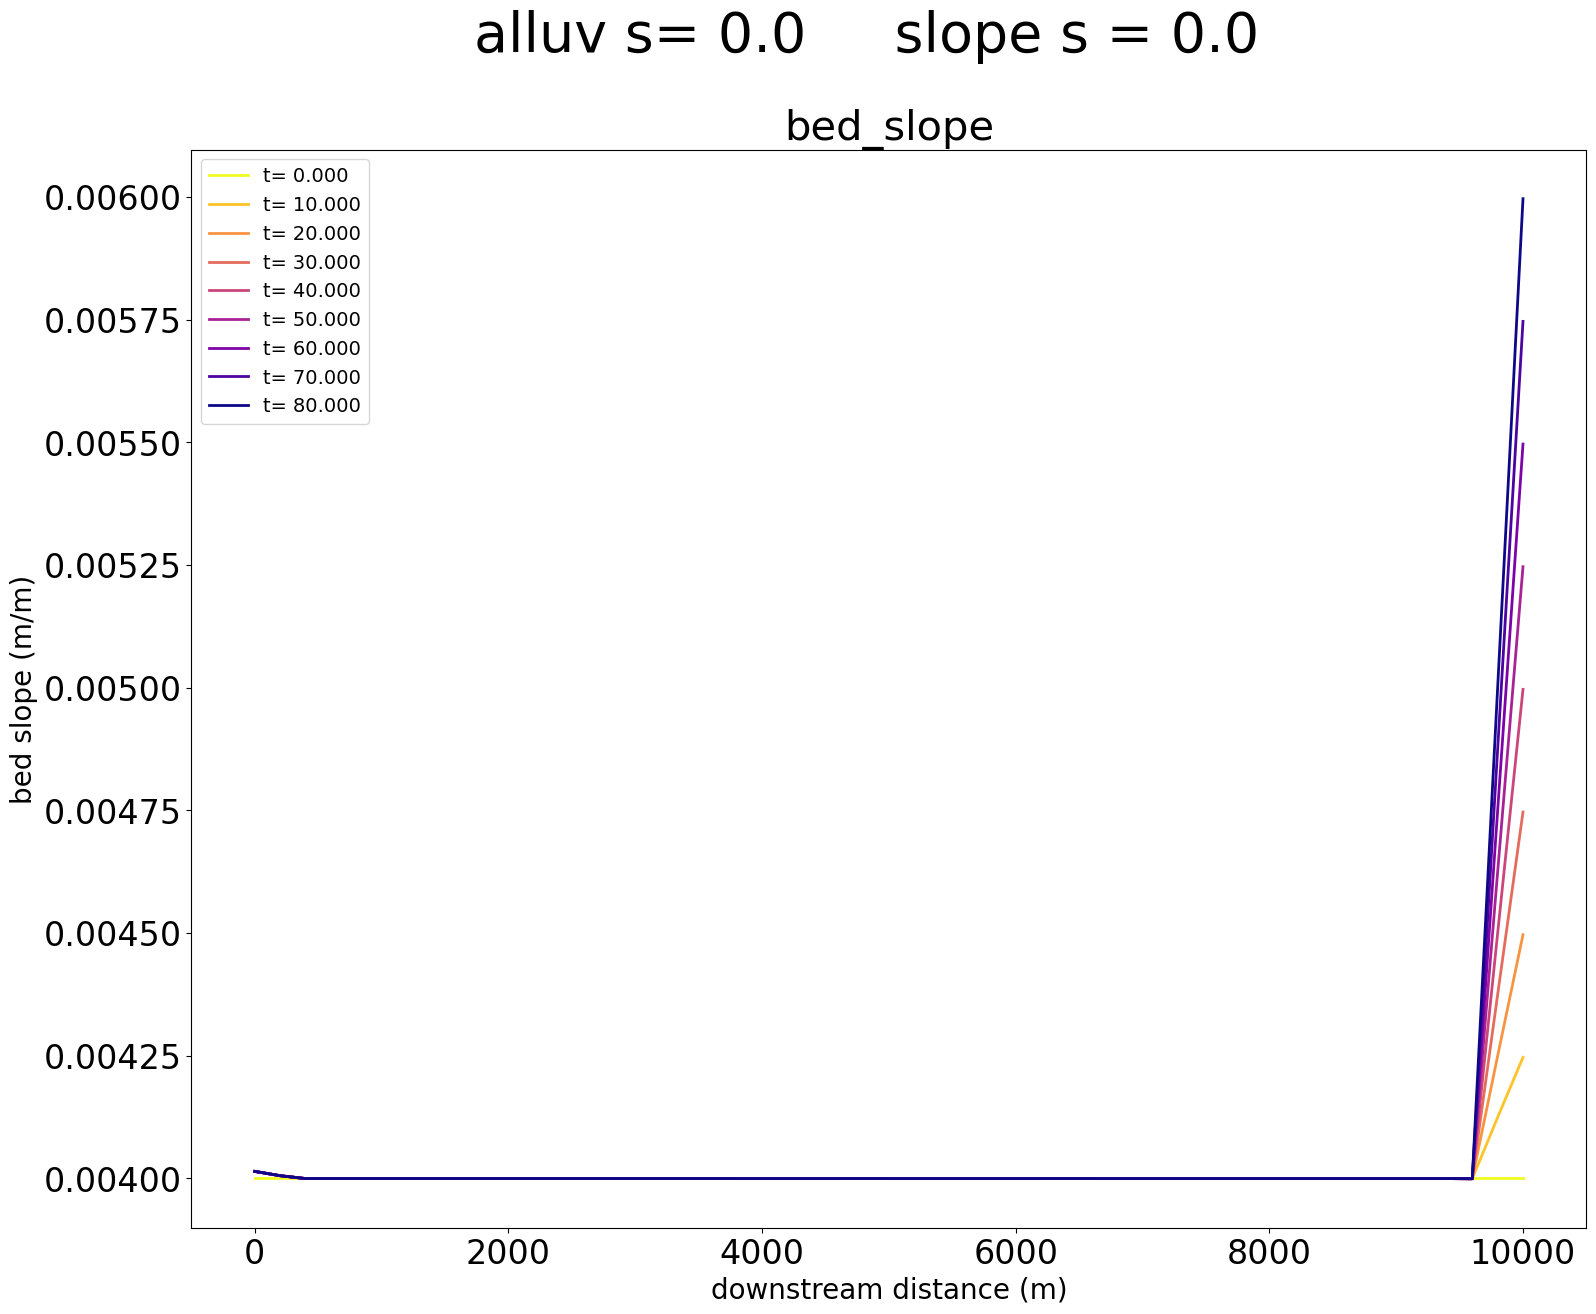 alluv s= 0.0 slope s = 0.0
bed_slope
t= 0.000
t= 10.000
t= 20.000
t= 30.000
t= 40.000
t= 50.000
t= 60.000
t= 70.000
t= 80.000
0.00600
0.00575
0.00550
0.00525
0.00500
0.00475
0.00450
0.00425
0.00400
bed slope (m/m)
0 2000 4000 6000 8000 10000
downstream distance (m)